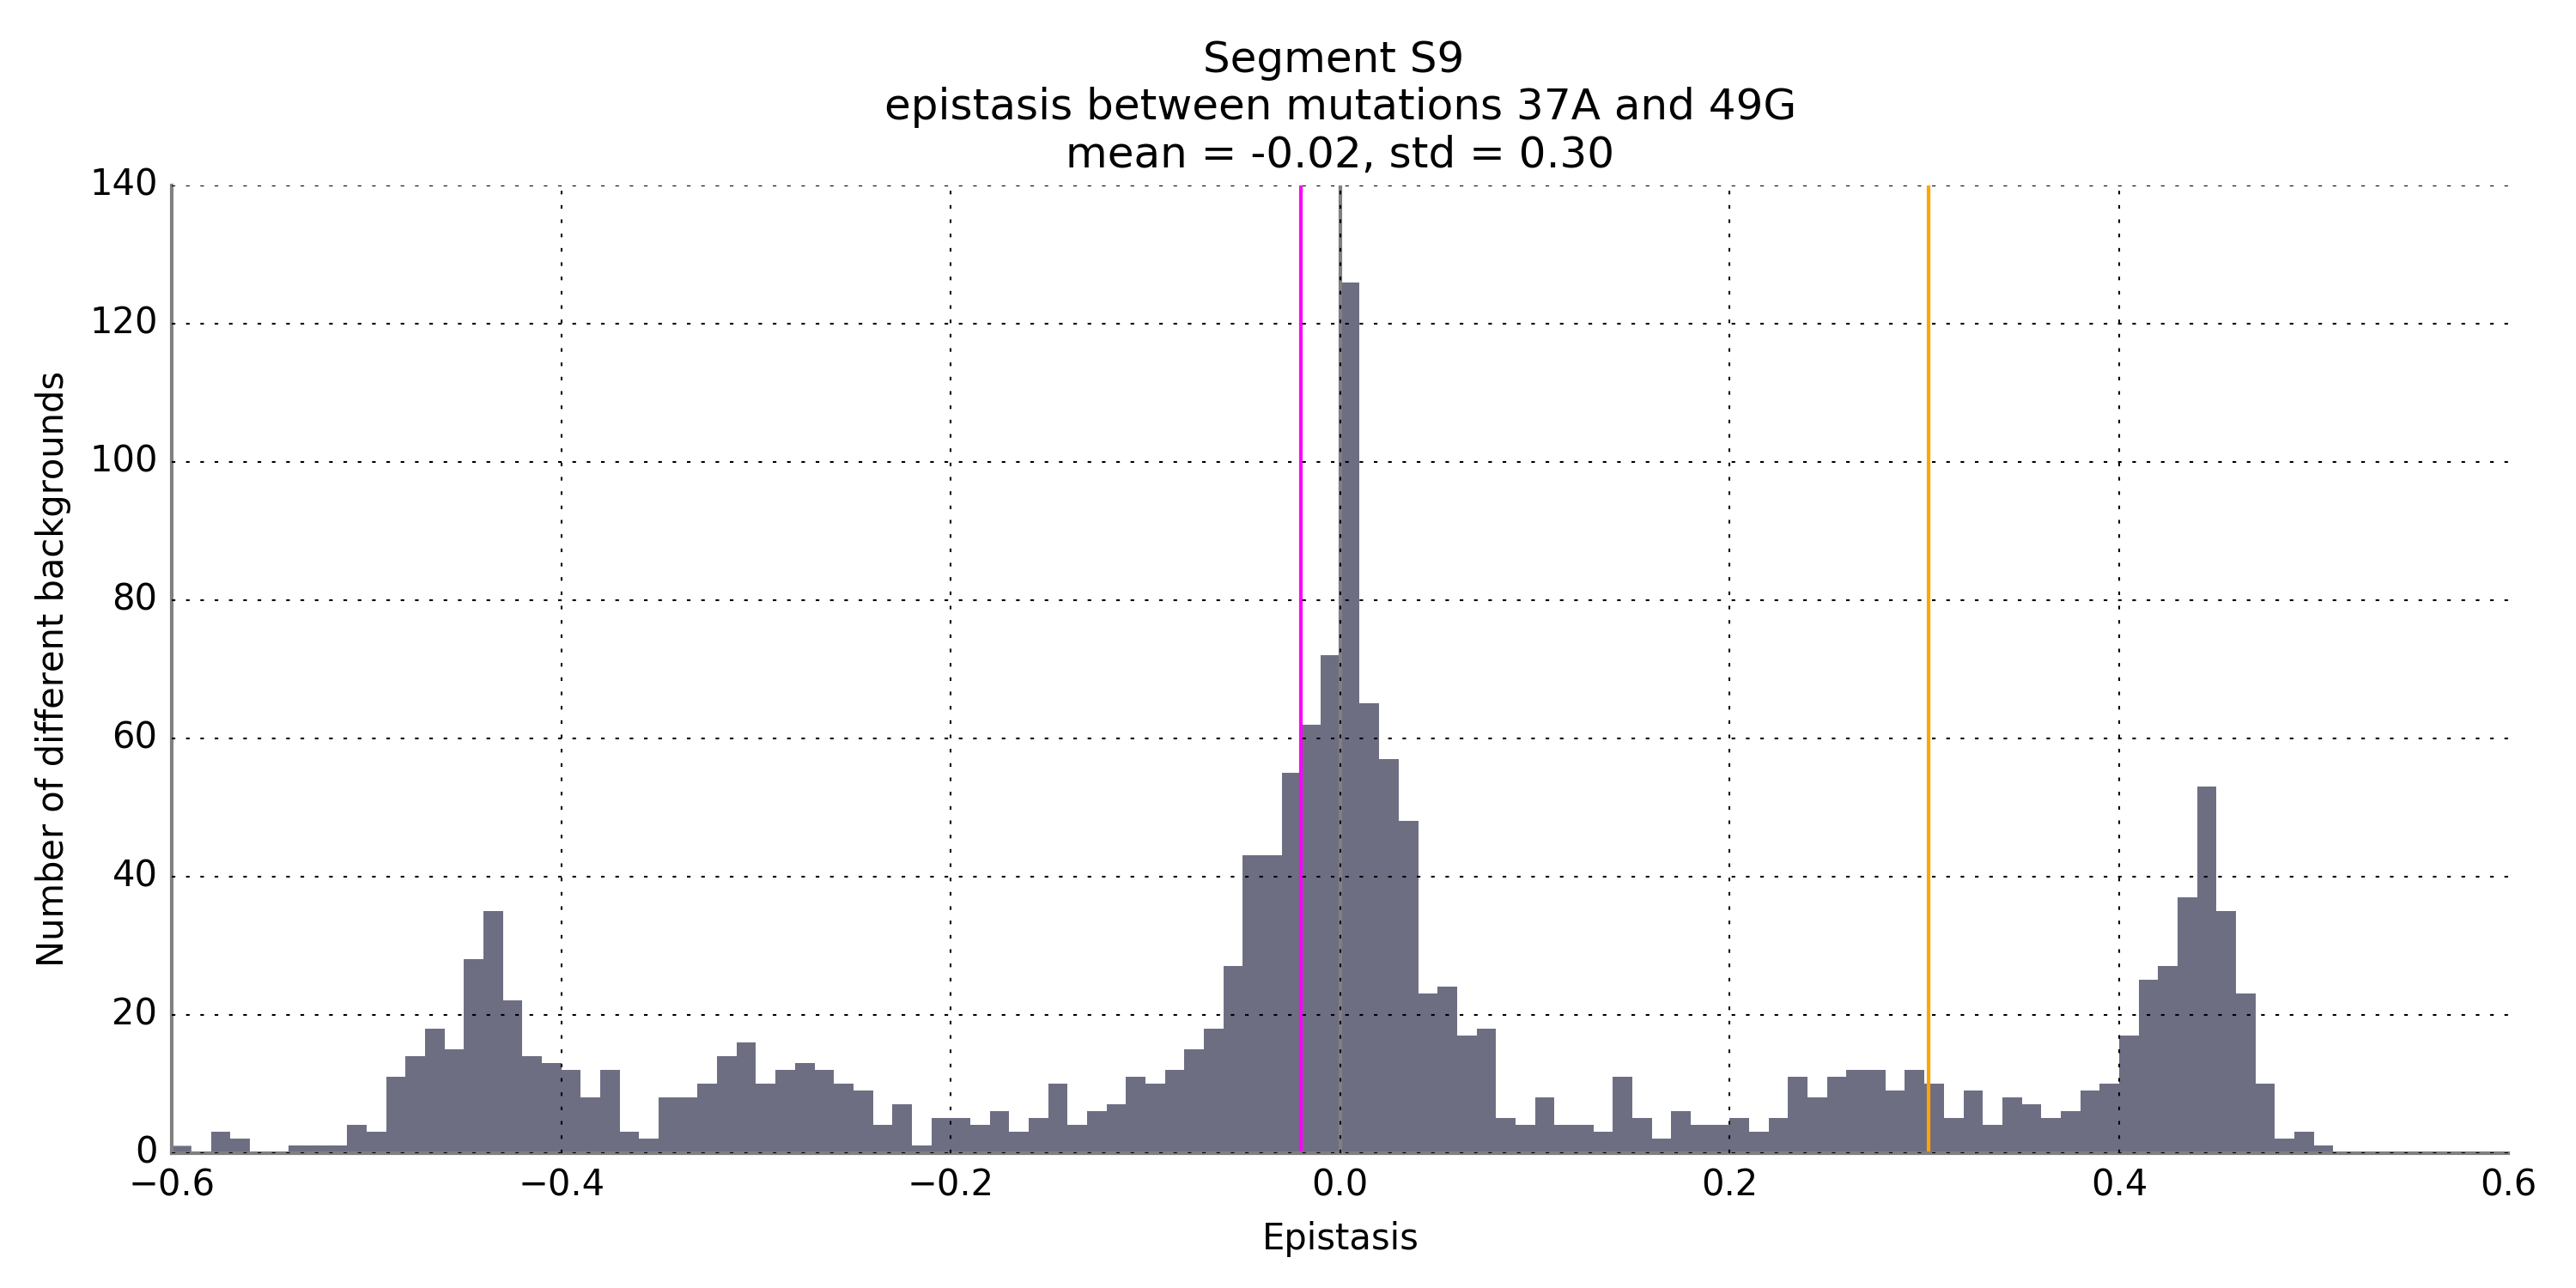 Segment S9
epistasis between mutations 37A and 49G
mean = -0.02, std = 0.30
140
120
100
80
60
40
20
0
Number of different backgrounds
−0.6 −0.4 −0.2 0.0 0.2 0.4 0.6
Epistasis